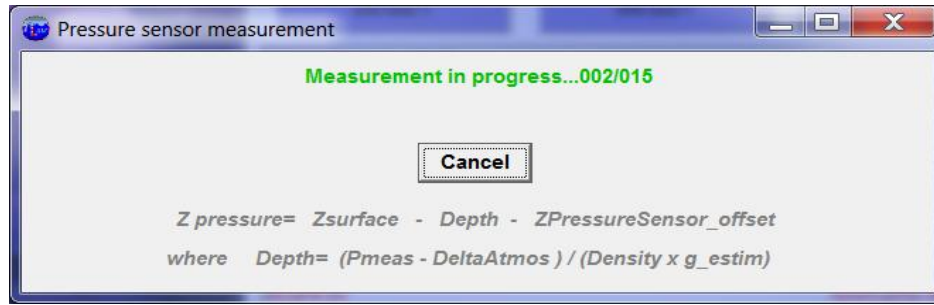 Pressure sensor measurement
Measurement in progress...002/015
Cancel
Z pressure= Zsurface - Depth - ZPressureSensor_offset
where Depth= (Pmeas - DeltaAtmos ) / (Density x g_estim)